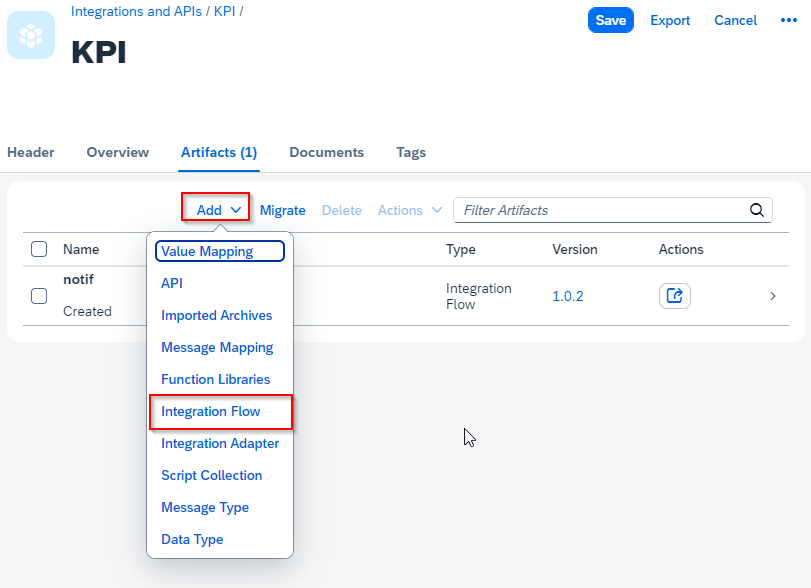 Integrations and APIs / KPI /
Save Export Cancel •••
KPI
Header Overview Artifacts (1) Documents Tags
Add Migrate Delete Actions Filter Artifacts
Name Type Version Actions
notif
Created
Integration
Flow
1.0.2
Value Mapping
API
Imported Archives
Message Mapping
Function Libraries
Integration Flow
Integration Adapter
Script Collection
Message Type
Data Type